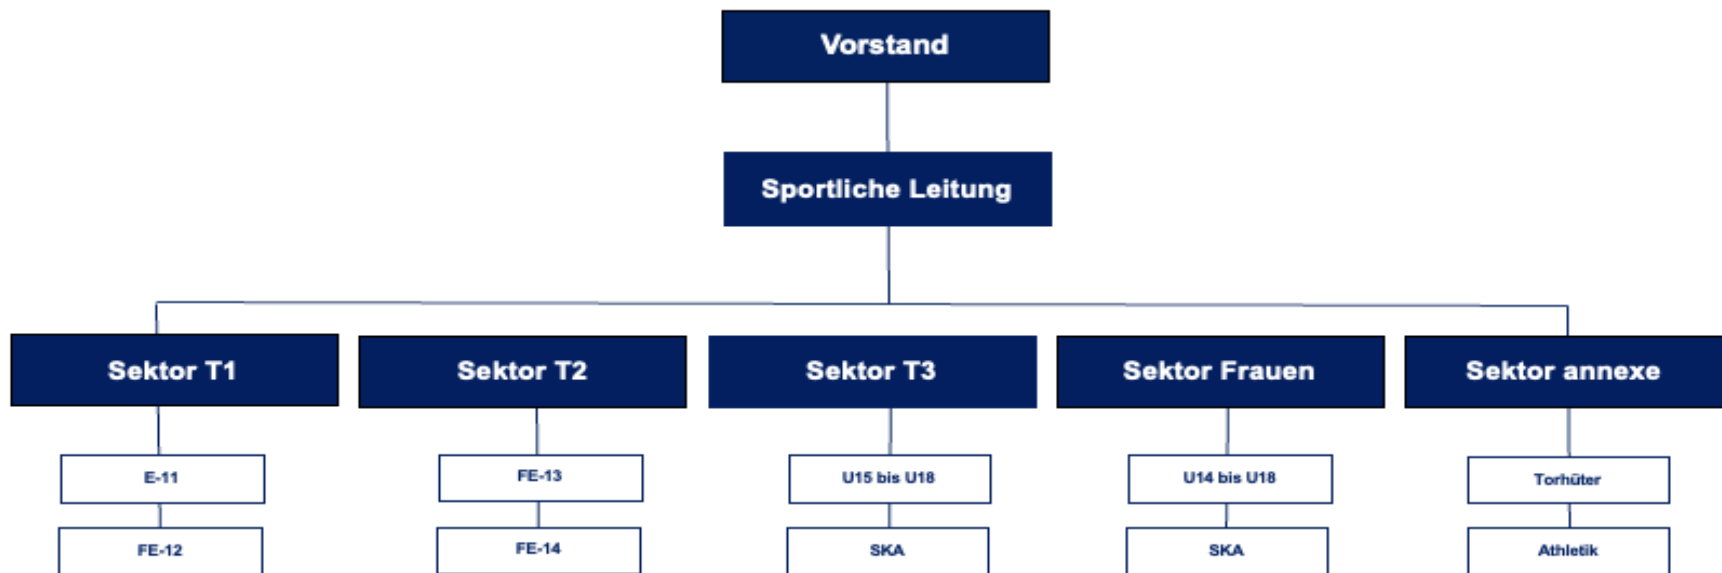 Vorstand
Sportliche Leitung
Sektor T1
Sektor T2
Sektor T3
Sektor Frauen
Sektor annexe
E-11
FE-13
U15 bis U18
U14 bis U18
Torhüter
FE-12
FE-14
SKA
SKA
Athletik